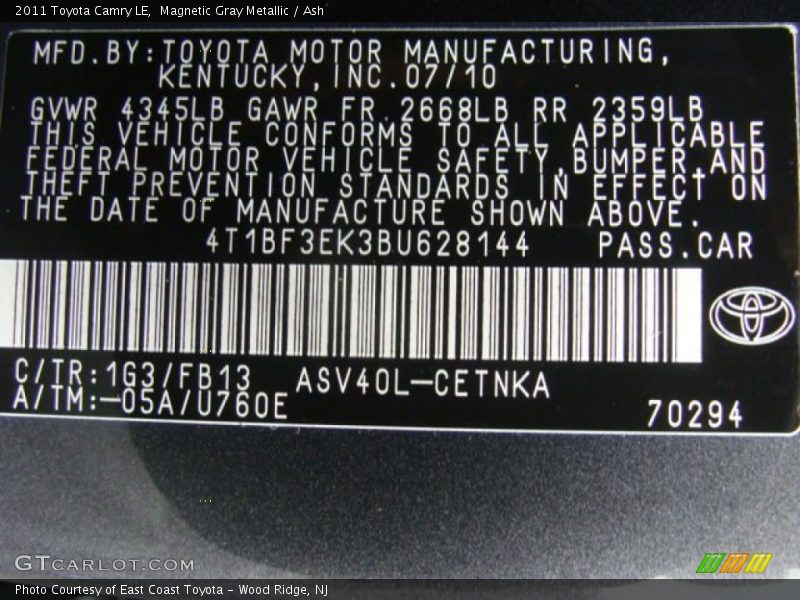 2011 Toyota Camry LE, Magnetic Gray Metallic / Ash
MFD.BY:TOYOTA MOTOR MANUFACTURING,
KENTUCKY,INC.07/10
GVWR 4345LB GAWR FR 2668LB RR 2359LB
THIS VEHICLE CONFORMS TO ALL APPLICABLE
FEDERAL MOTOR VEHICLE SAFETY,BUMPER,AND
THEFT PREVENTION STANDARDS IN EFFECT ON
THE DATE OF MANUFACTURE SHOWN ABOVE.
4T1BF3EK3BU628144 PASS.CAR
C/TR:1G3/FB13 ASV40L-CETNKA
A/TM:-05A/U760E
70294
GTCARLOT.COM
Photo Courtesy of East Coast Toyota - Wood Ridge, NJ